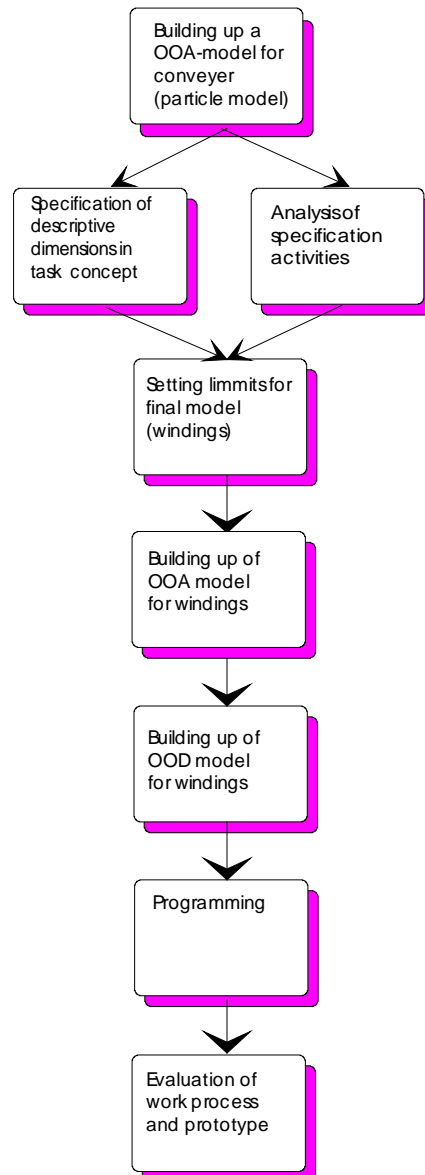 Building up a
OOA-model for
conveyer
(particle model)
Specification of
descriptive
dimensions in
task concept
Analysis of
specification
activities
Setting limmits for
final model
(windings)
Building up of
OOA model
for windings
Building up of
OOD model
for windings
Programming
Evaluation of
work process
and prototype